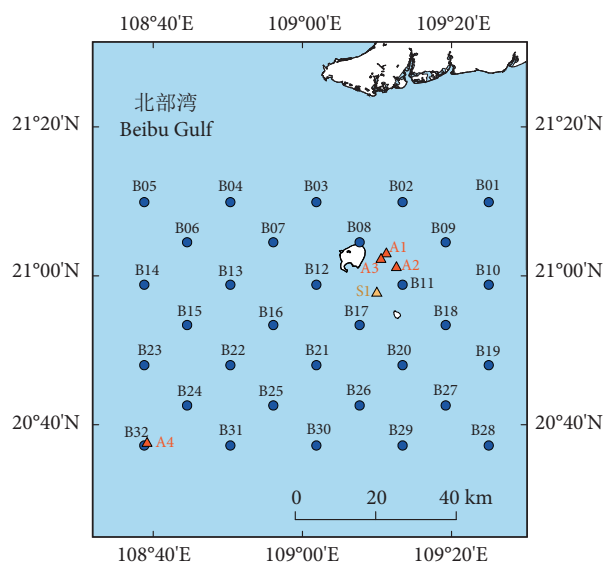 108°40'E 109°00'E 109°20'E
北部湾
Beibu Gulf
21°20'N 21°20'N
B05 B04 B03 B02 B01
B06 B07 B08 B09
A1
A3 A2
21°00'N 21°00'N
B14 B13 B12 B11 B10
S1
B15 B16 B17 B18
B23 B22 B21 B20 B19
B24 B25 B26 B27
20°40'N 20°40'N
B32 A4 B31 B30 B29 B28
0 20 40 km
108°40'E 109°00'E 109°20'E